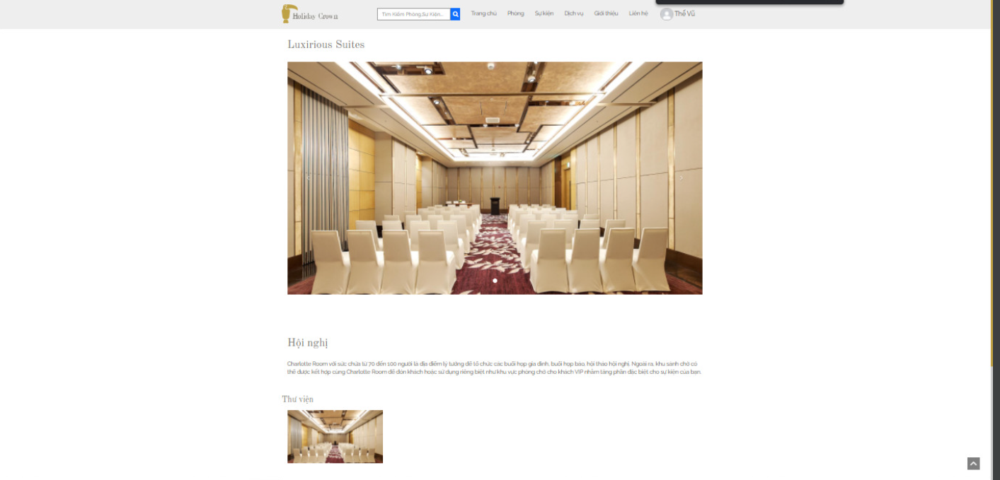 Holiday Crown
Tìm Kiếm Phòng,Sự Kiện...
Trang chủ
Phòng
Sự kiện
Dịch vụ
Giới thiệu
Liên hệ
Thế Vũ
Luxirious Suites
Hội nghị
Charlotte Room với sức chứa từ 70 đến 100 người là địa điểm lý tưởng để tổ chức các buổi họp gia đình, buổi họp báo, hội thảo hội nghị. Ngoài ra, khu sảnh chờ có
thể được kết hợp cùng Charlotte Room để đón khách hoặc sử dụng riêng biệt như khu vực phòng chờ cho khách VIP nhằm tăng phần đặc biệt cho sự kiện của bạn.
Thư viện